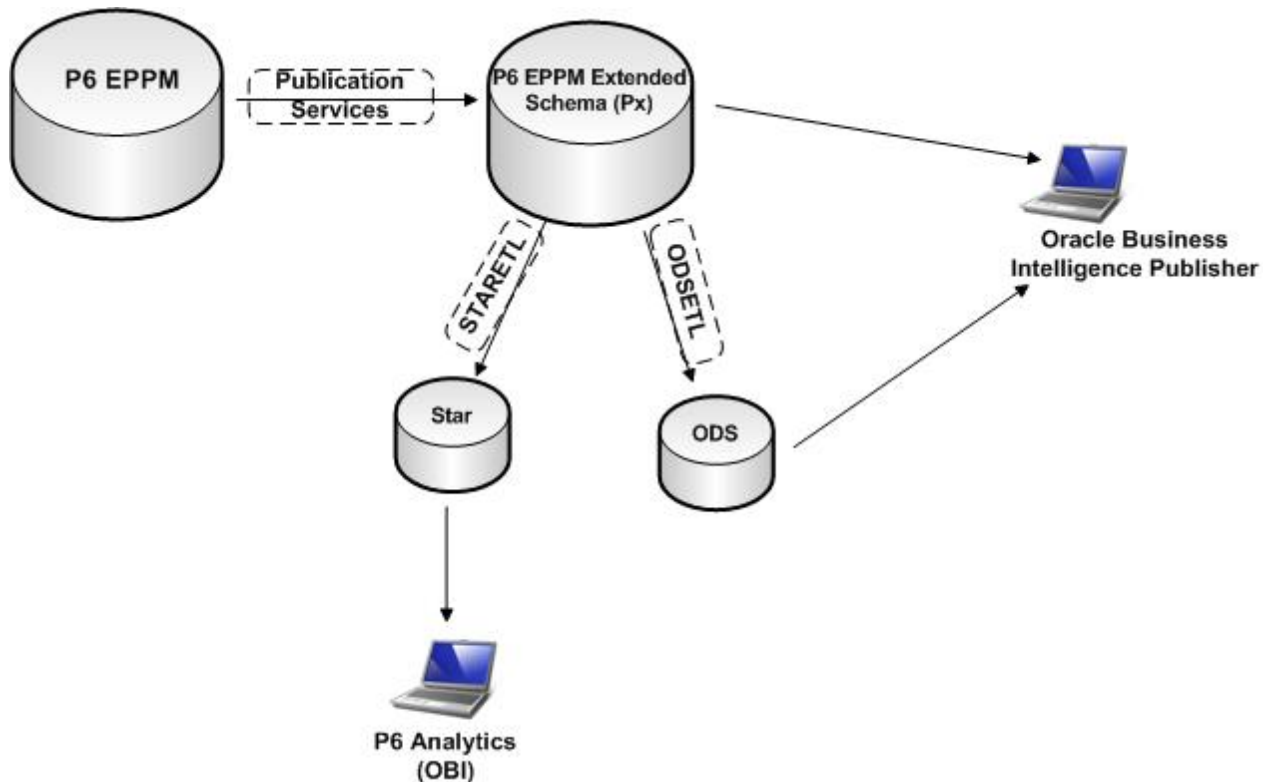 P6 EPPM
Publication
Services
P6 EPPM Extended
Schema (Px)
Oracle Business
Intelligence Publisher
STARETL
ODSETL
Star
ODS
P6 Analytics
(OBI)